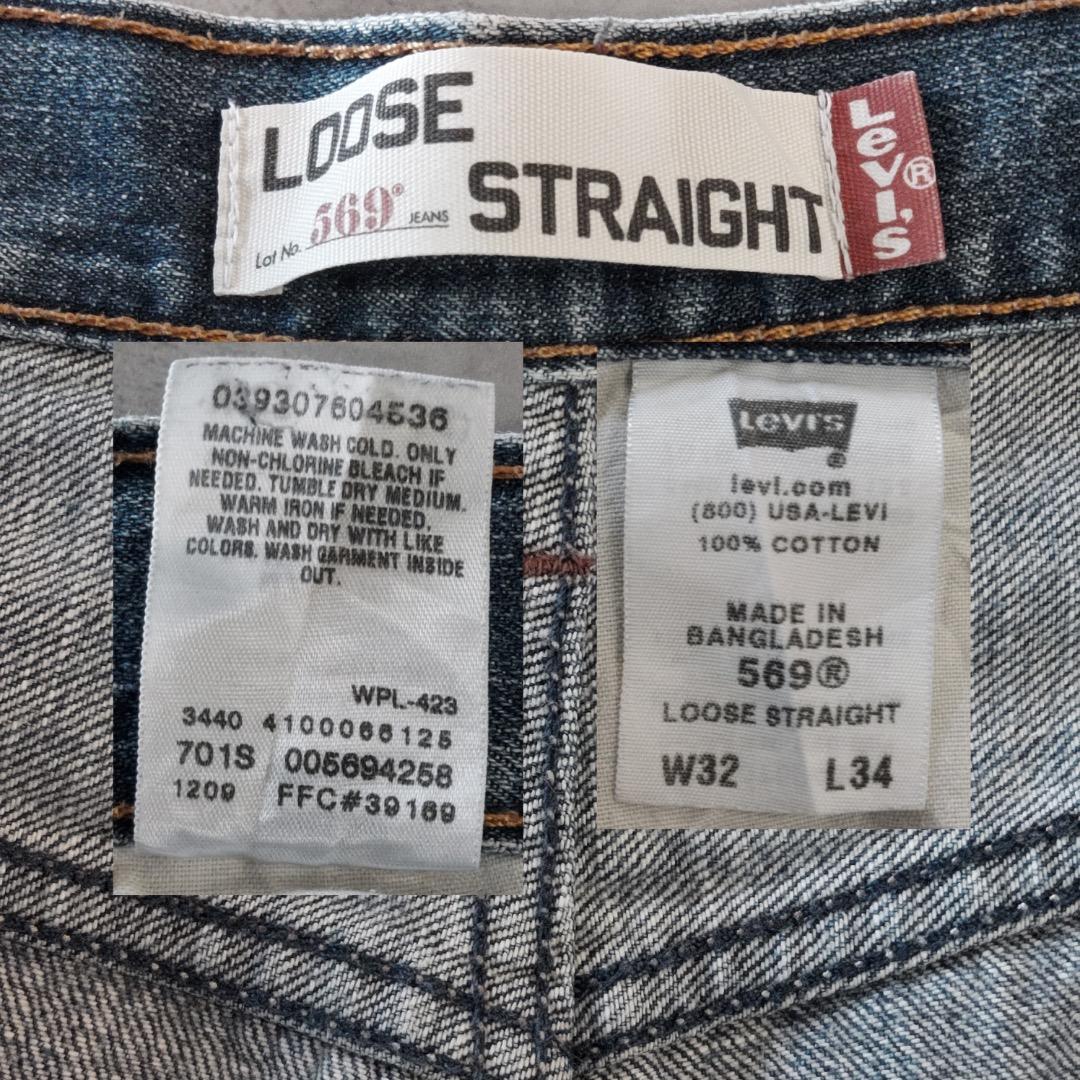 LOOSE
STRAIGHT
Lot No. 569® JEANS
Levi's®
039307604536
MACHINE WASH COLD. ONLY
NON-CHLORINE BLEACH IF
NEEDED. TUMBLE DRY MEDIUM.
WARM IRON IF NEEDED.
WASH AND DRY WITH LIKE
COLORS. WASH GARMENT INSIDE
OUT.
WPL-423
3440 4100066125
701S 005694258
1209 FFC#39169
Levi's
®
levi.com
(800) USA-LEVI
100% COTTON
MADE IN
BANGLADESH
569®
LOOSE STRAIGHT
W32 L34